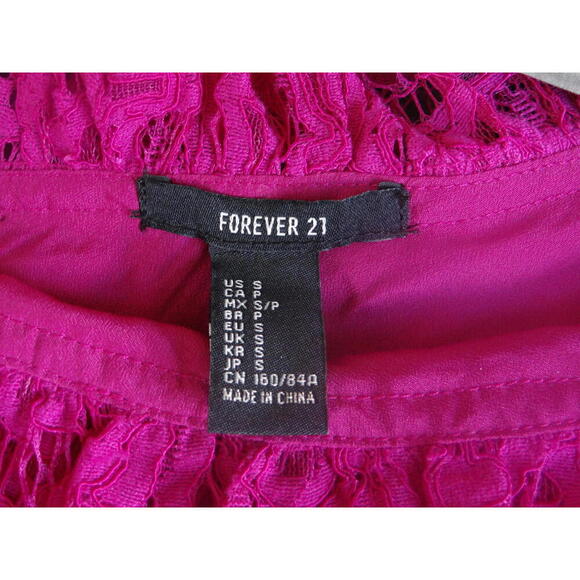 FOREVER 21
US S
CA P
MX S/P
BR P
EU S
UK S
KR S
JP S
CN 160/84A
MADE IN CHINA